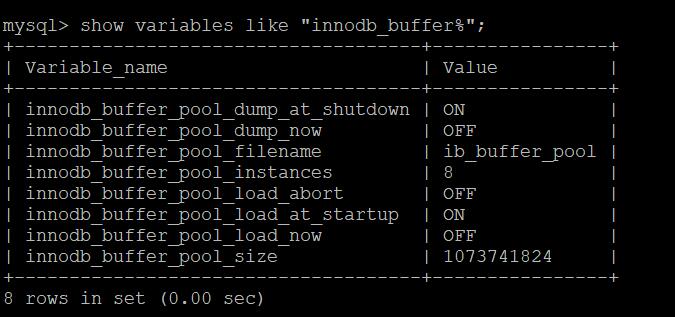 mysql> show variables like "innodb_buffer%";
+-------------------------------------+----------------+
| Variable_name                       | Value          |
+-------------------------------------+----------------+
| innodb_buffer_pool_dump_at_shutdown | ON             |
| innodb_buffer_pool_dump_now         | OFF            |
| innodb_buffer_pool_filename         | ib_buffer_pool |
| innodb_buffer_pool_instances        | 8              |
| innodb_buffer_pool_load_abort       | OFF            |
| innodb_buffer_pool_load_at_startup  | ON             |
| innodb_buffer_pool_load_now         | OFF            |
| innodb_buffer_pool_size             | 1073741824     |
+-------------------------------------+----------------+
8 rows in set (0.00 sec)